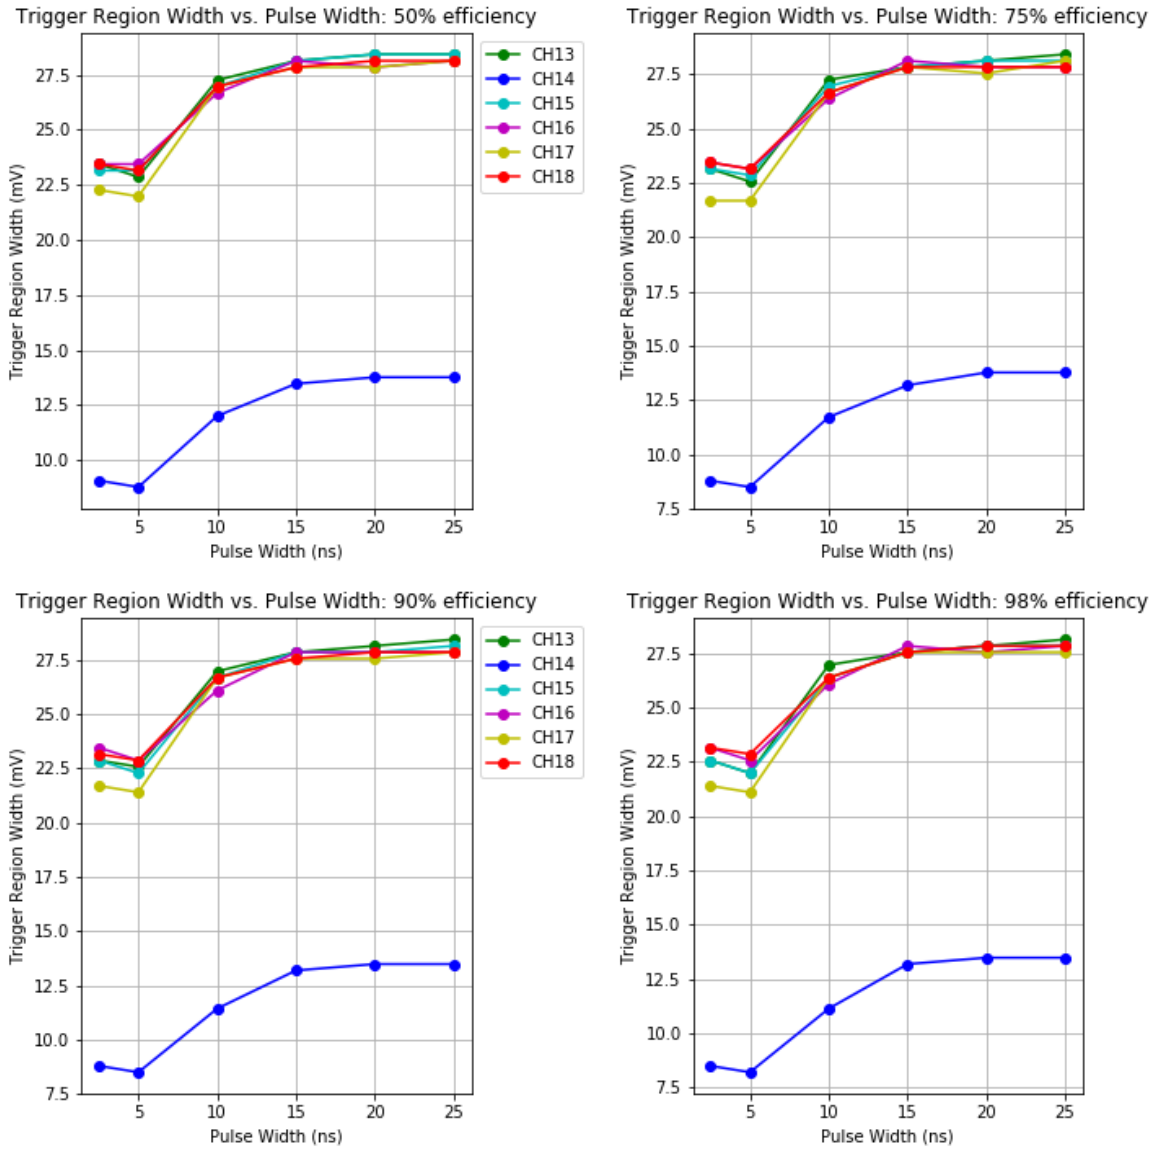 Trigger Region Width vs. Pulse Width: 50% efficiency
Trigger Region Width (mV)
27.5
25.0
22.5
20.0
17.5
15.0
12.5
10.0
5 10 15 20 25
Pulse Width (ns)
CH13
CH14
CH15
CH16
CH17
CH18
Trigger Region Width vs. Pulse Width: 75% efficiency
Trigger Region Width (mV)
27.5
25.0
22.5
20.0
17.5
15.0
12.5
10.0
7.5
5 10 15 20 25
Pulse Width (ns)
Trigger Region Width vs. Pulse Width: 90% efficiency
Trigger Region Width (mV)
27.5
25.0
22.5
20.0
17.5
15.0
12.5
10.0
7.5
5 10 15 20 25
Pulse Width (ns)
CH13
CH14
CH15
CH16
CH17
CH18
Trigger Region Width vs. Pulse Width: 98% efficiency
Trigger Region Width (mV)
27.5
25.0
22.5
20.0
17.5
15.0
12.5
10.0
7.5
5 10 15 20 25
Pulse Width (ns)